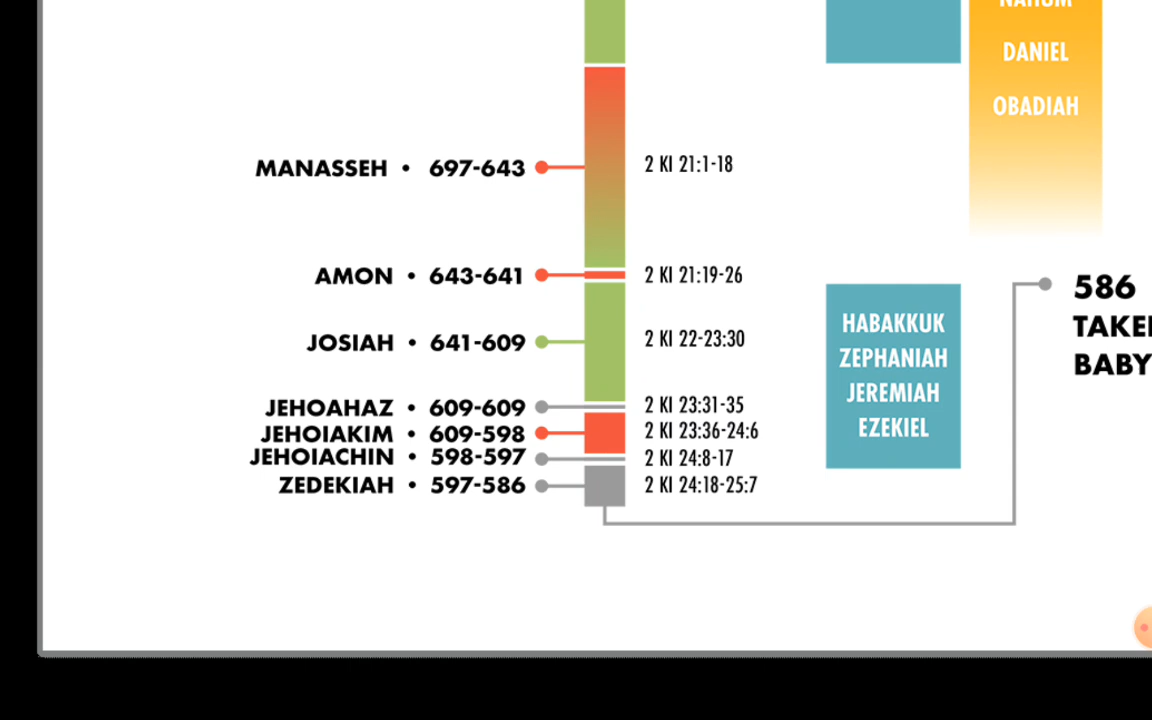 NAHUM
DANIEL
OBADIAH
MANASSEH • 697-643
2 KI 21:1-18
AMON • 643-641
2 KI 21:19-26
JOSIAH • 641-609
2 KI 22-23:30
JEHOAHAZ • 609-609
2 KI 23:31-35
JEHOIAKIM • 609-598
2 KI 23:36-24:6
JEHOIACHIN • 598-597
2 KI 24:8-17
ZEDEKIAH • 597-586
2 KI 24:18-25:7
HABAKKUK
ZEPHANIAH
JEREMIAH
EZEKIEL
586